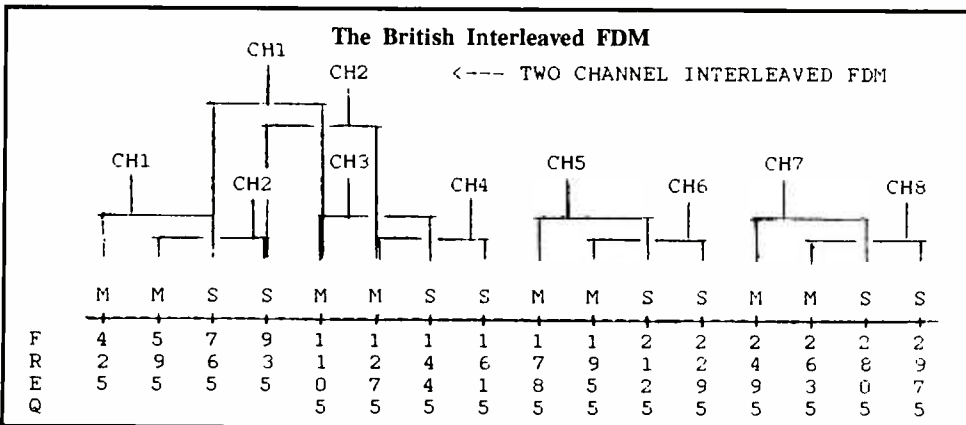 The British Interleaved FDM
CH1
CH2 <--- TWO CHANNEL INTERLEAVED FDM
CH1 CH3 CH5 CH7
CH2 CH4 CH6 CH8
M M S S M M S S M M S S M M S S
F 4 5 7 9 1 1 1 1 1 1 2 2 2 2 2 2
R 2 9 6 3 1 2 4 6 7 9 1 2 4 6 8 9
E 5 5 5 5 0 7 4 1 8 5 2 9 9 3 0 7
Q 5 5 5 5 5 5 5 5 5 5 5 5